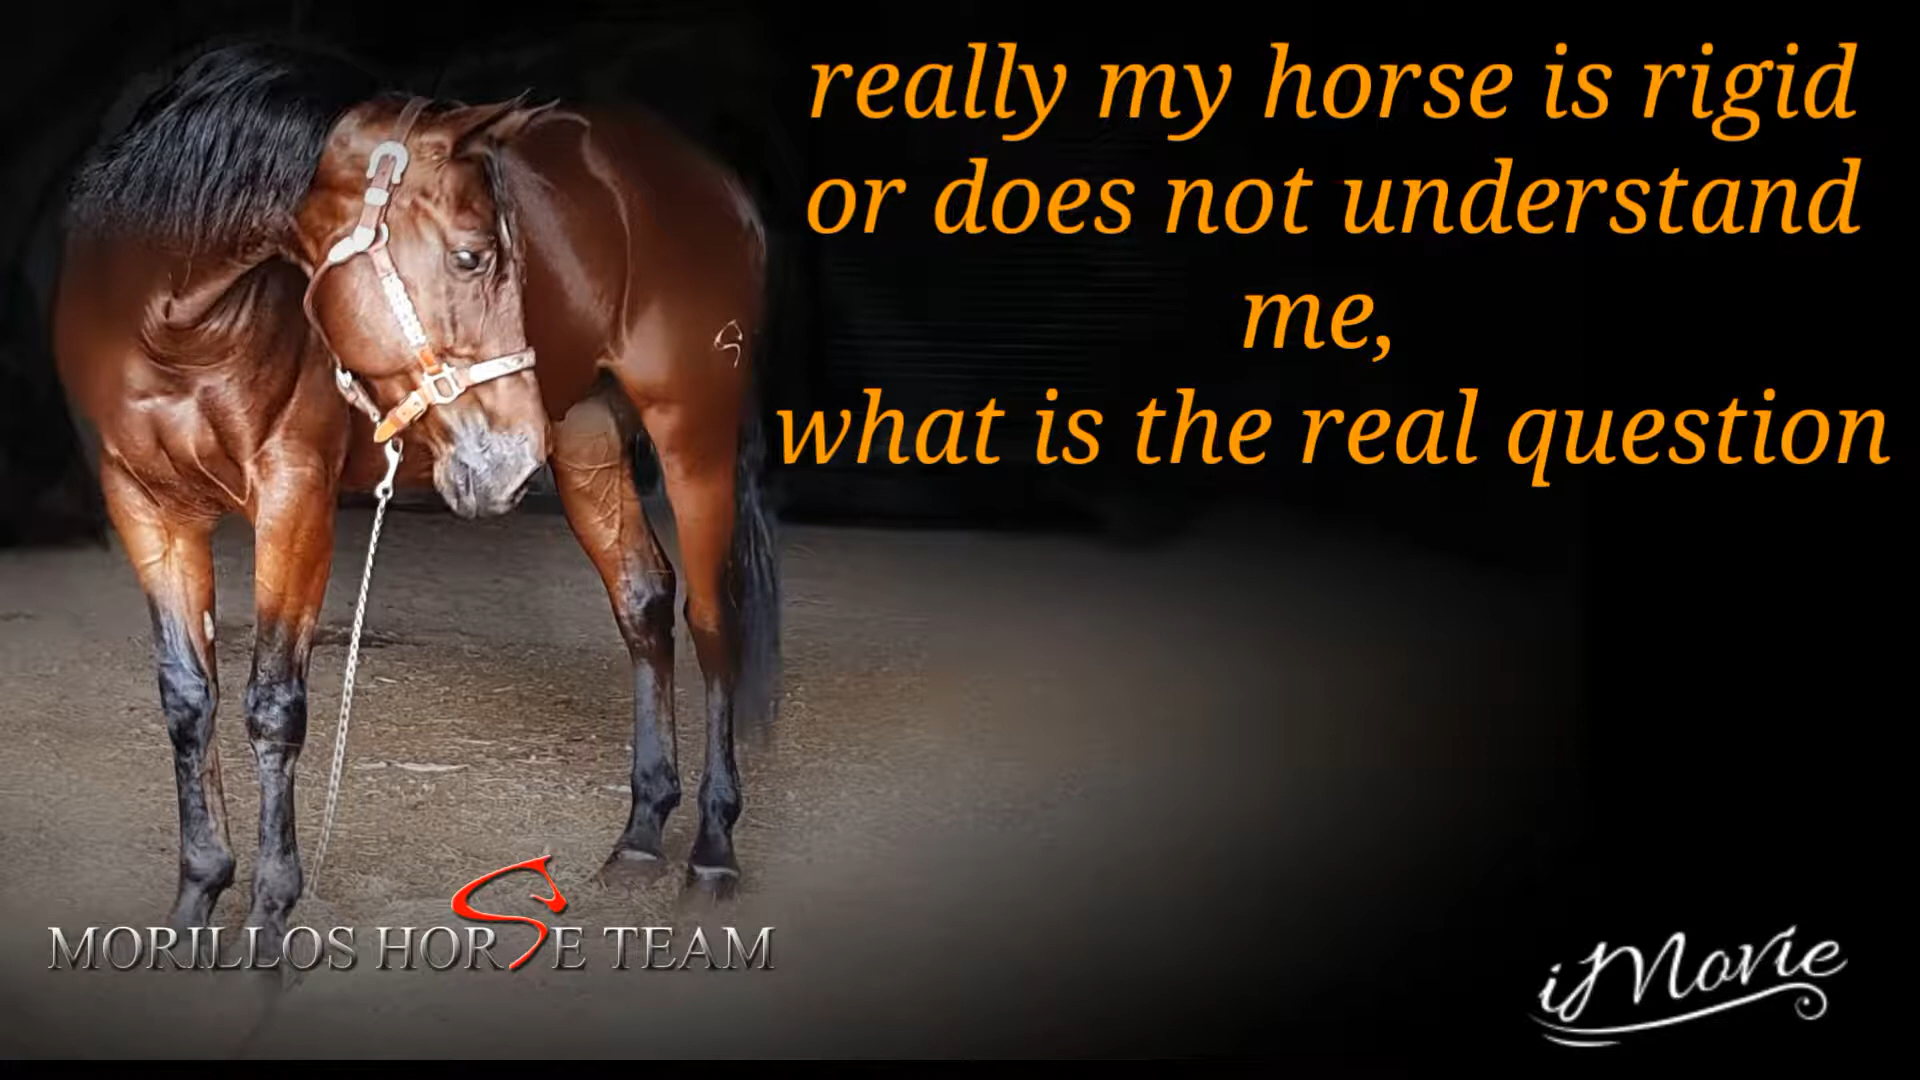 really my horse is rigid
or does not understand
me,
what is the real question
MORILLOS HORSE TEAM
iMovie